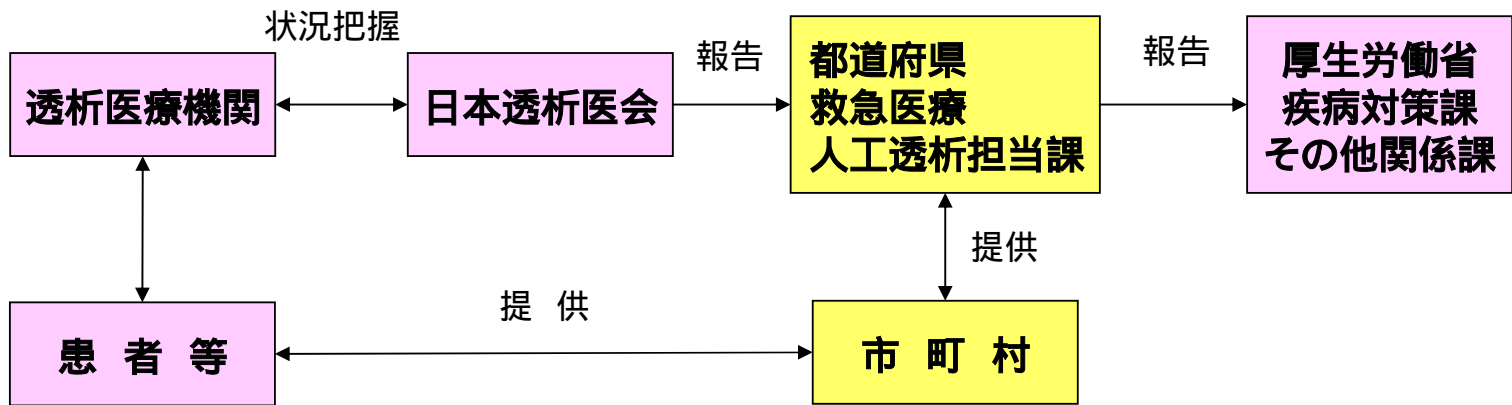 状況把握
報告
報告
透析医療機関
日本透析医会
都道府県
救急医療
人工透析担当課
厚生労働省
疾病対策課
その他関係課
提供
提 供
患 者 等
市 町 村